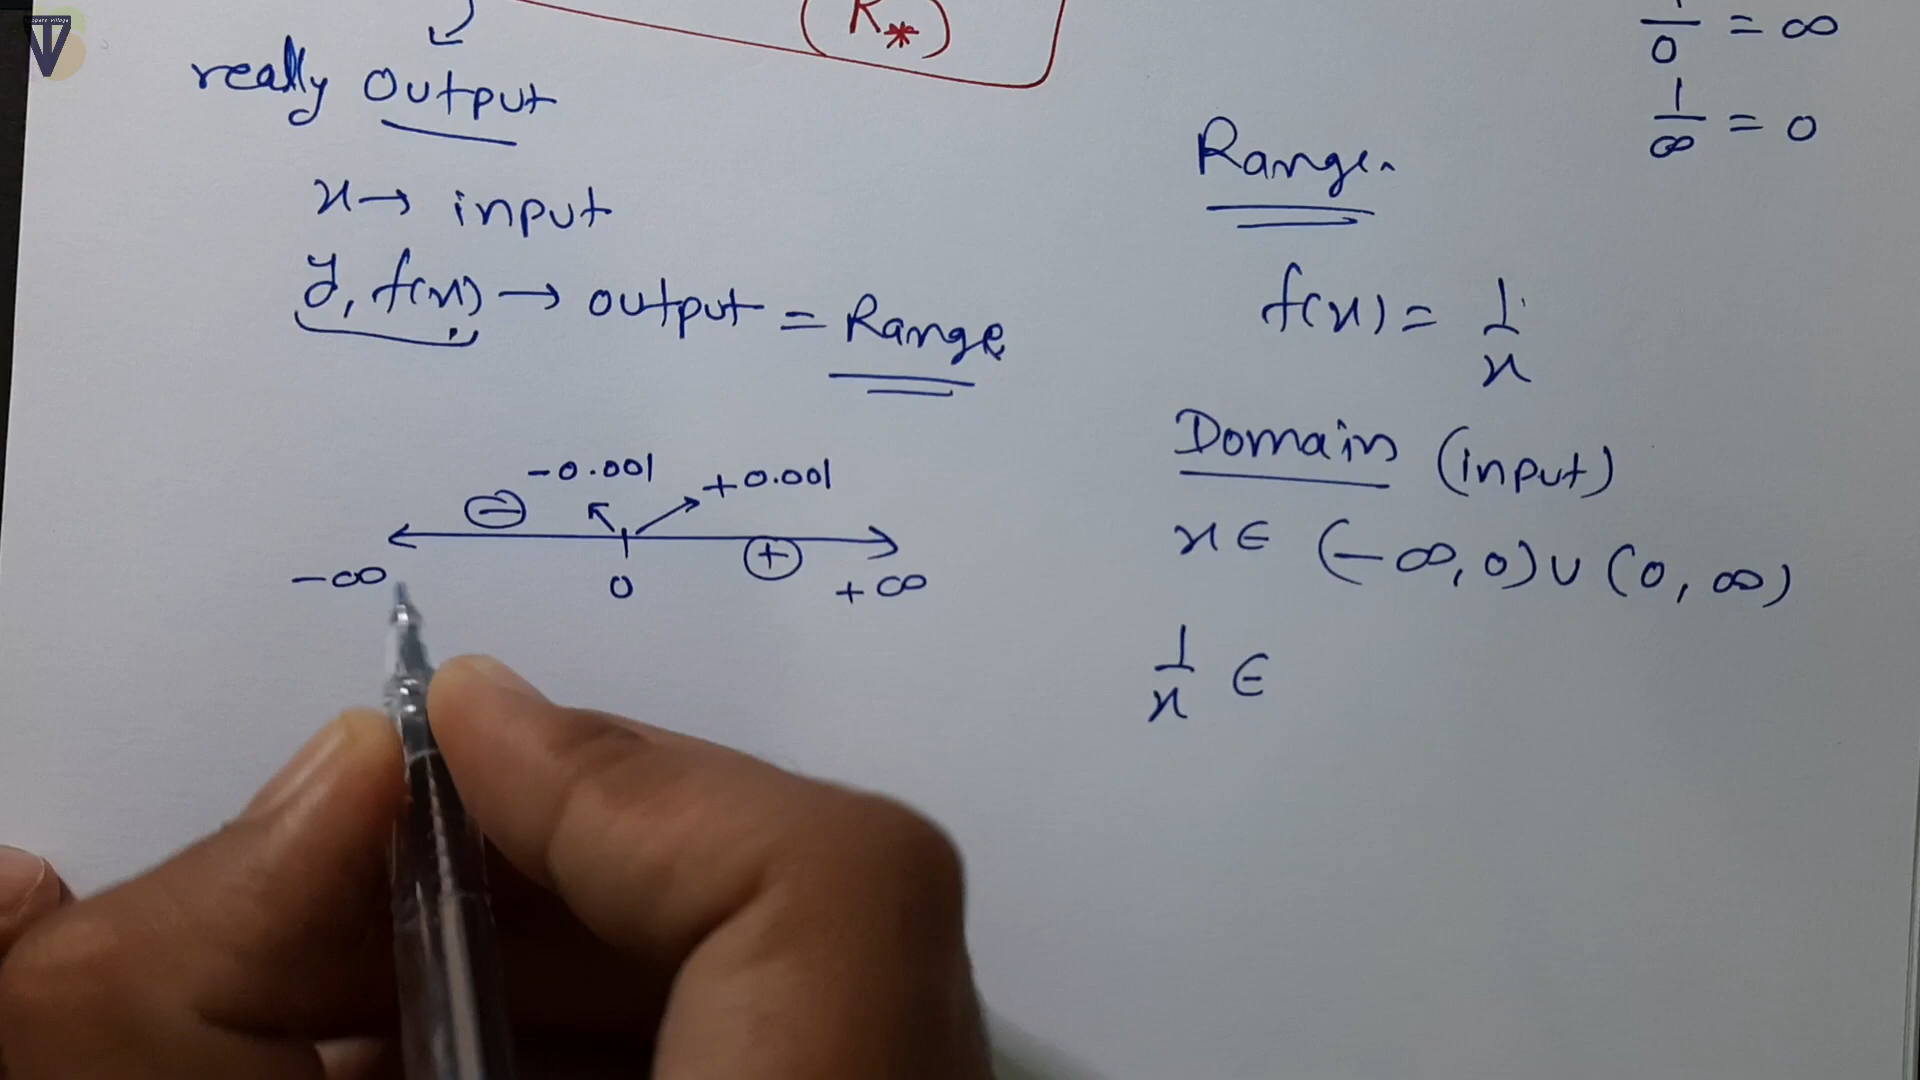 (R*)
really Output
x → input
y, f(x) → output = Range
-0.001
+0.001
⊖
⊕
-∞
0
+∞
1/0 = ∞
1/∞ = 0
Range
f(x) = 1/x
Domain (input)
x ∈ (-∞, 0) ∪ (0, ∞)
1/x ∈